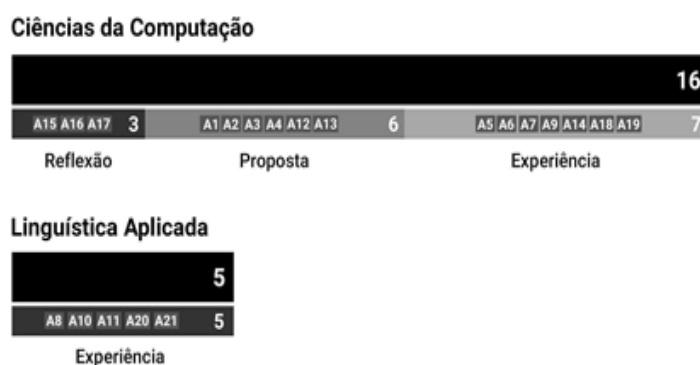 Ciências da Computação
16
A15 A16 A17 3 A1 A2 A3 A4 A12 A13 6 A5 A6 A7 A9 A14 A18 A19 7
Reflexão Proposta Experiência
Linguística Aplicada
5
A8 A10 A11 A20 A21 5
Experiência